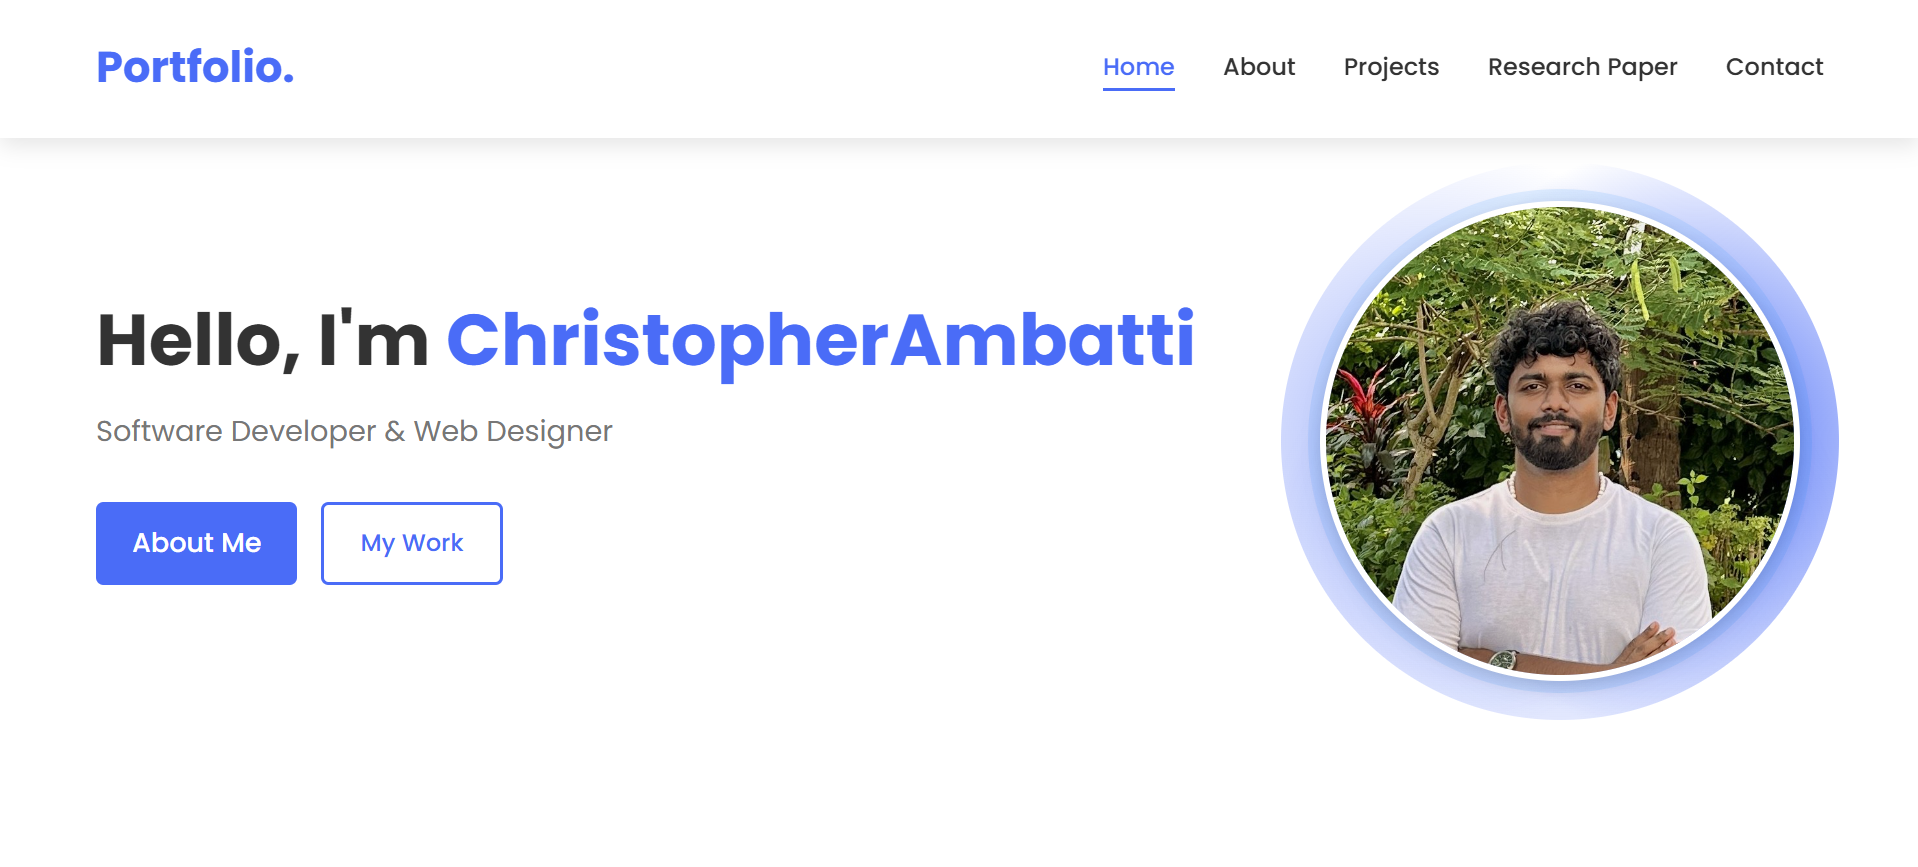 Portfolio.
Home About Projects Research Paper Contact
Hello, I'm ChristopherAmbatti
Software Developer & Web Designer
About Me My Work